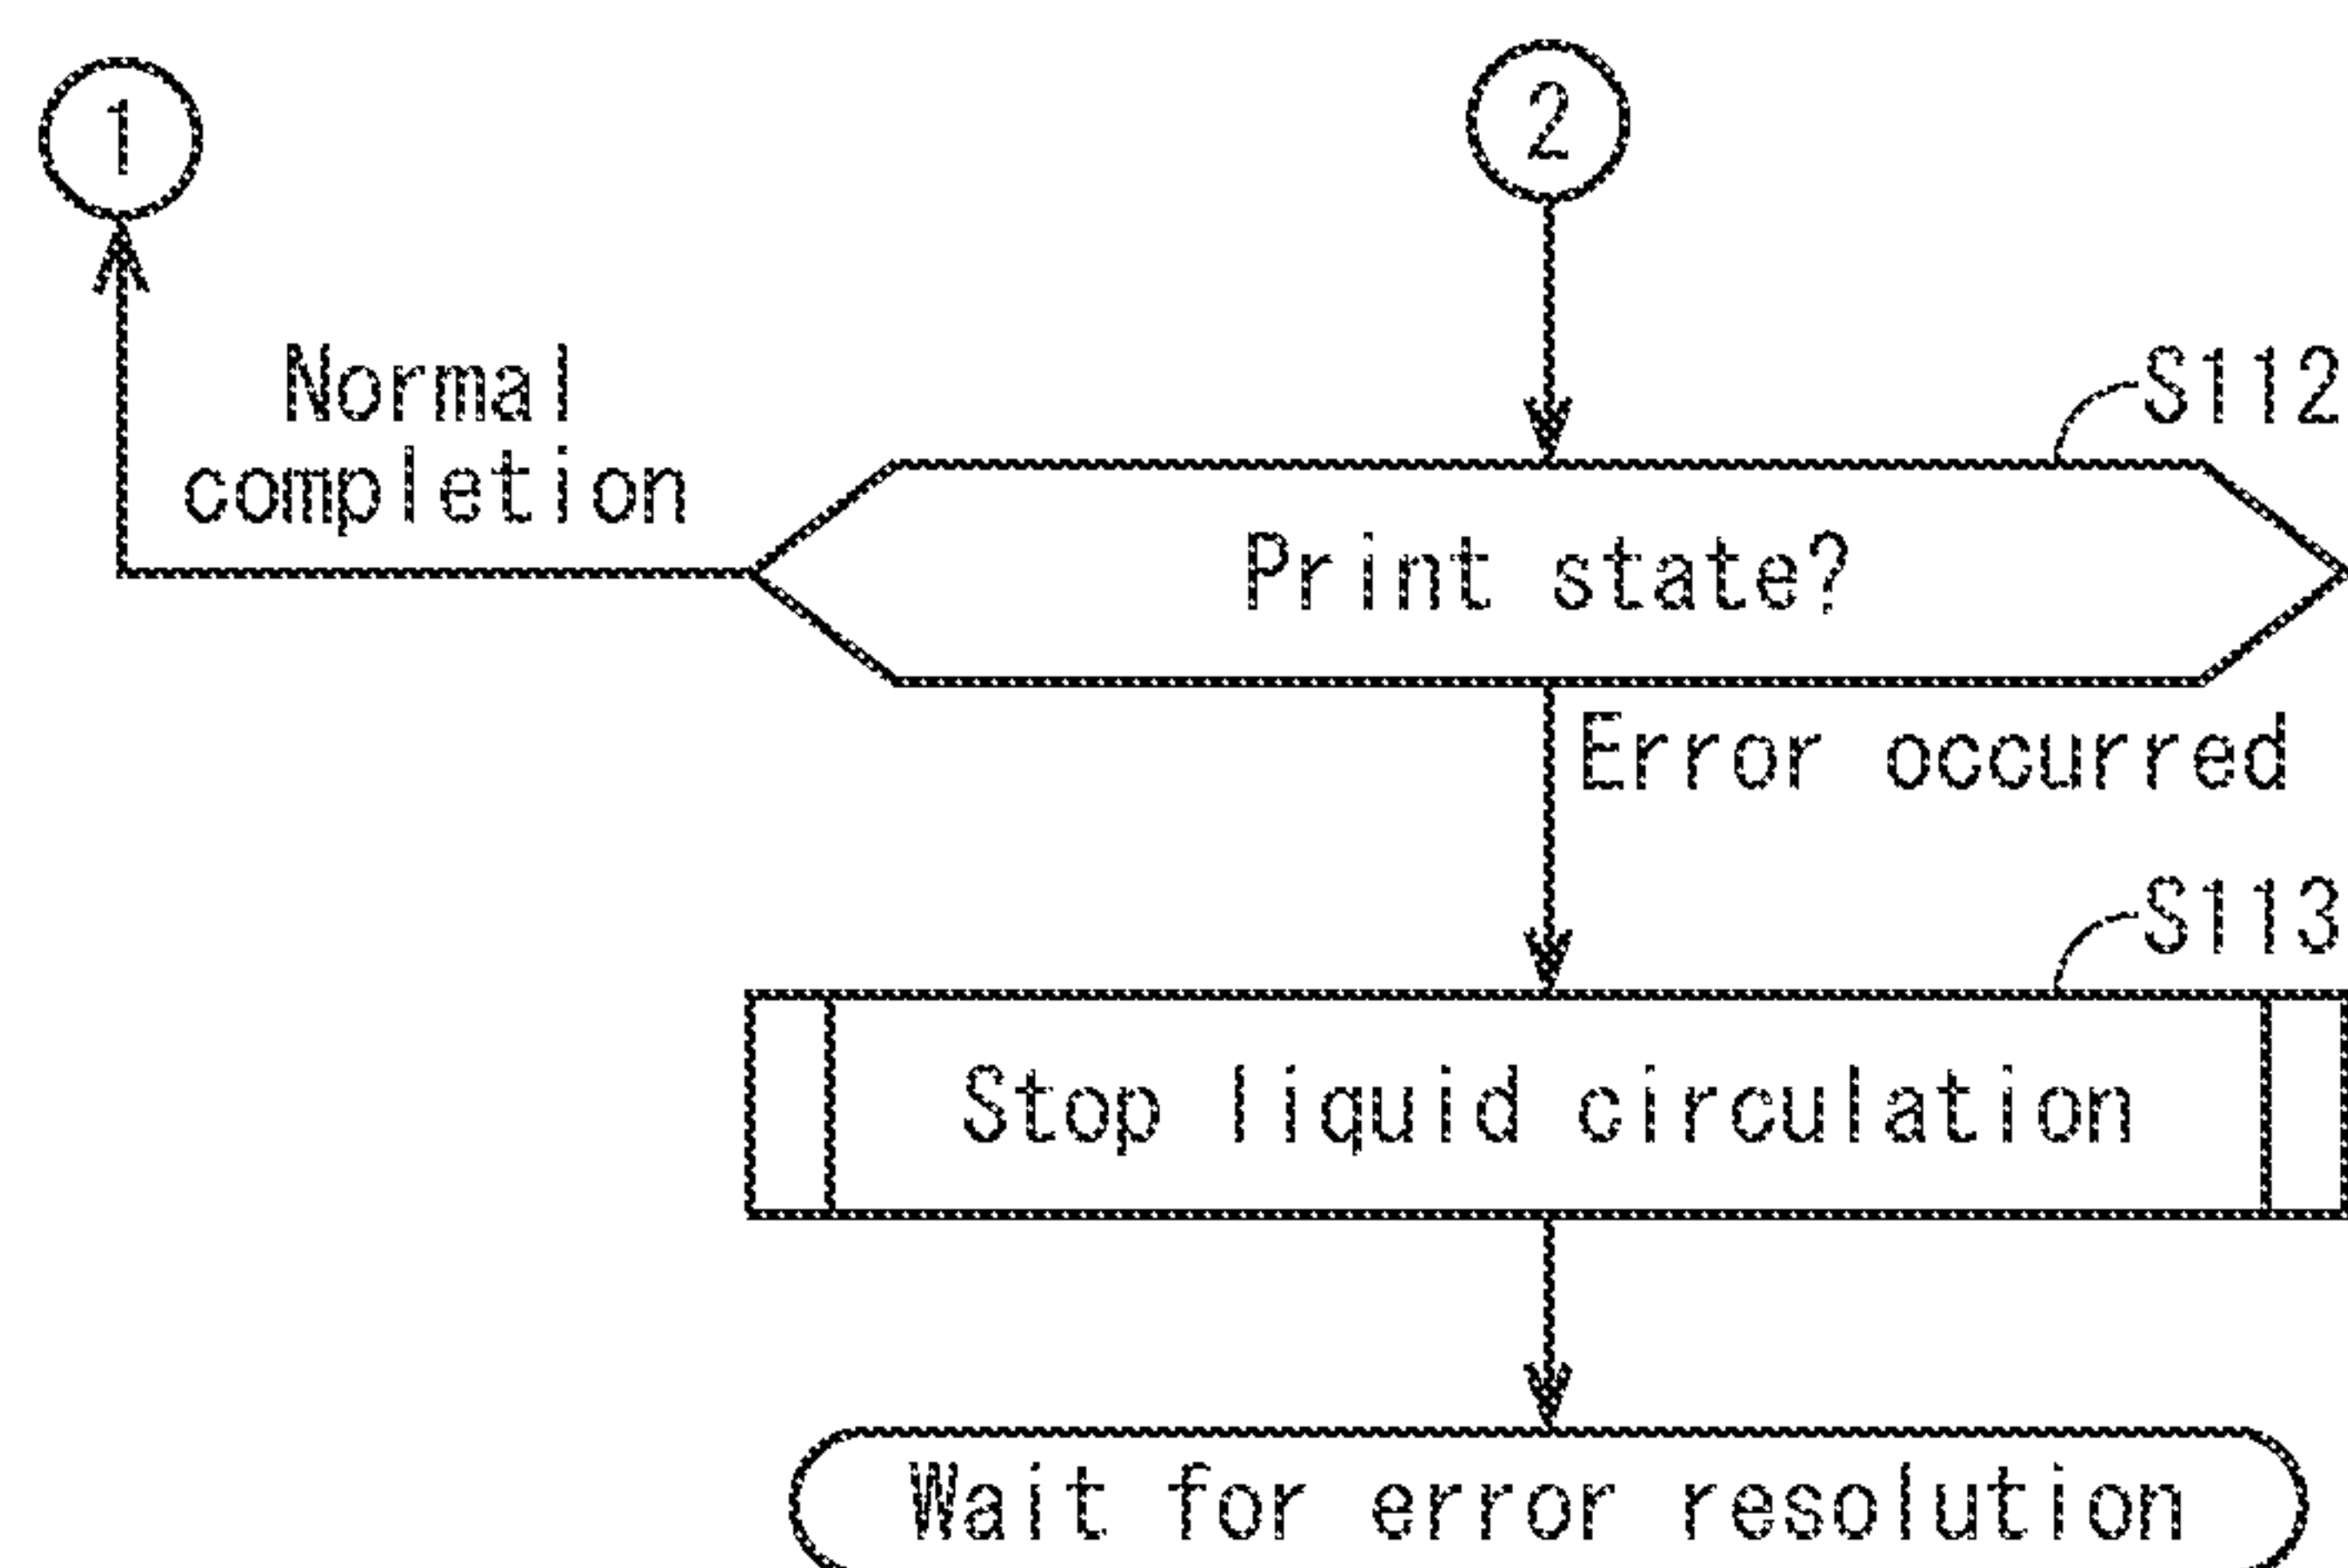 1
2
Normal
completion
S112
Print state?
Error occurred
S113
Stop liquid circulation
Wait for error resolution